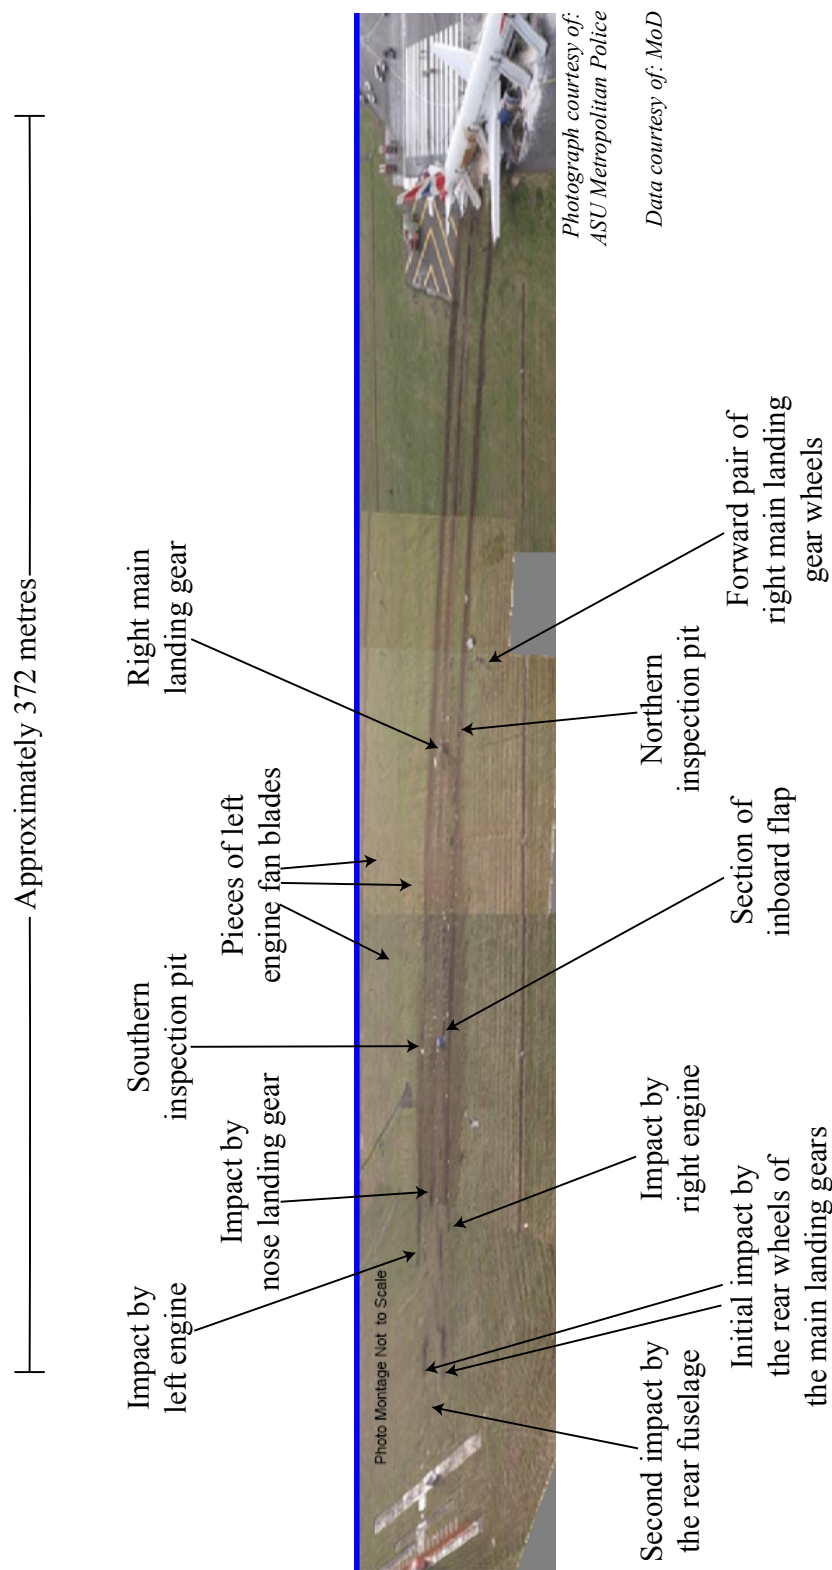 Approximately 372 metres
Impact by
left engine
Southern
inspection pit
Right main
landing gear
Impact by
nose landing gear
Pieces of left
engine fan blades
Photo Montage Not to Scale
Photograph courtesy of:
ASU Metropolitan Police
Data courtesy of: MoD
Second impact by
the rear fuselage
Impact by
right engine
Northern
inspection pit
Initial impact by
the rear wheels of
the main landing gears
Section of
inboard flap
Forward pair of
right main landing
gear wheels